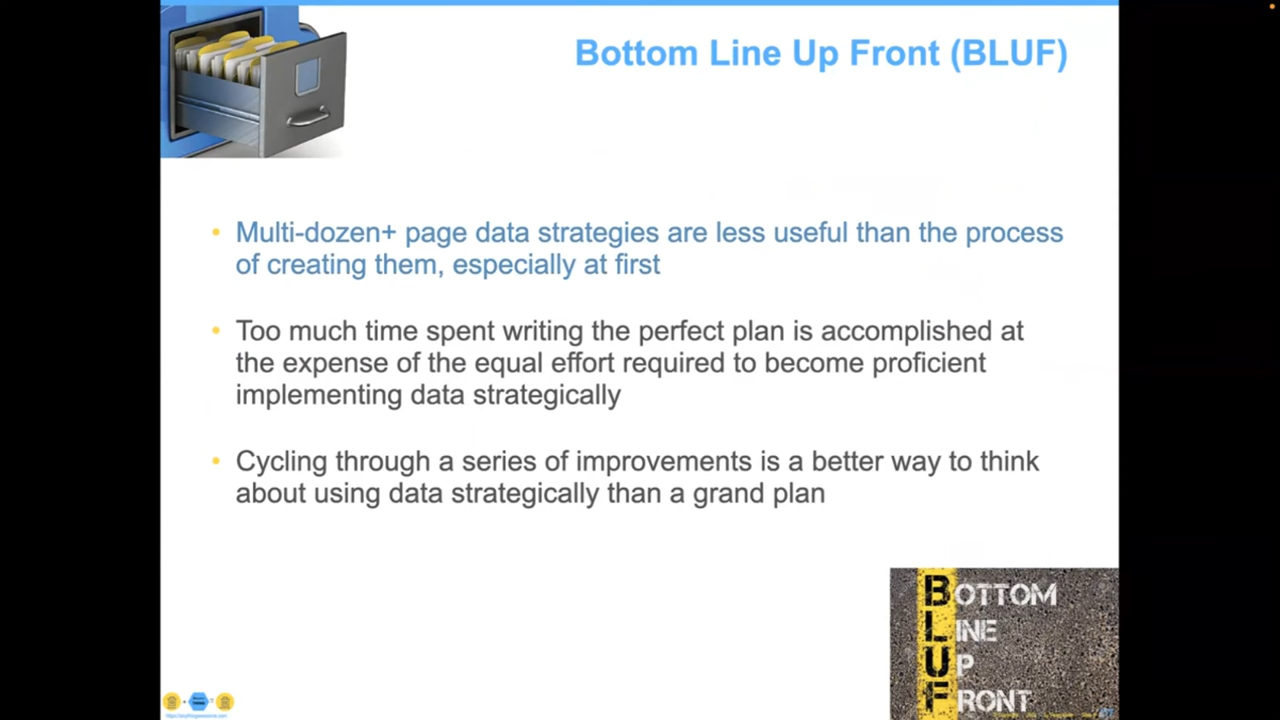 Bottom Line Up Front (BLUF)
• Multi-dozen+ page data strategies are less useful than the process
of creating them, especially at first
• Too much time spent writing the perfect plan is accomplished at
the expense of the equal effort required to become proficient
implementing data strategically
• Cycling through a series of improvements is a better way to think
about using data strategically than a grand plan
BOTTOM
LINE
UP
FRONT